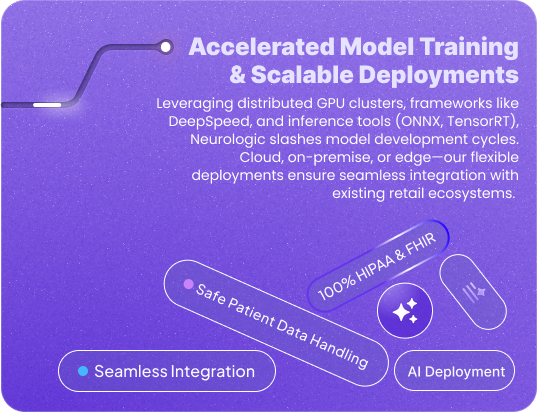 Accelerated Model Training
& Scalable Deployments
Leveraging distributed GPU clusters, frameworks like
DeepSpeed, and inference tools (ONNX, TensorRT),
Neurologic slashes model development cycles.
Cloud, on-premise, or edge—our flexible
deployments ensure seamless integration with
existing retail ecosystems.
100% HIPAA & FHIR
Safe Patient Data Handling
Seamless Integration
AI Deployment